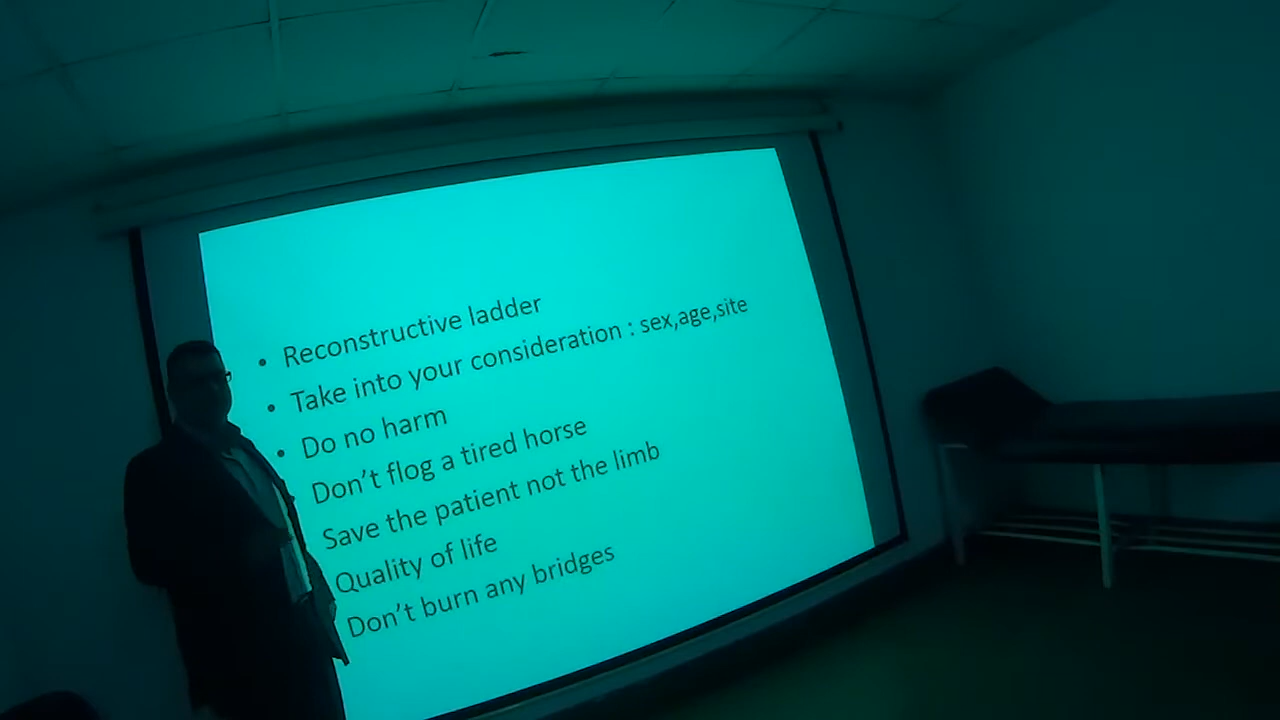 • Reconstructive ladder
• Take into your consideration : sex,age,site
• Do no harm
Don't flog a tired horse
Save the patient not the limb
Quality of life
Don't burn any bridges